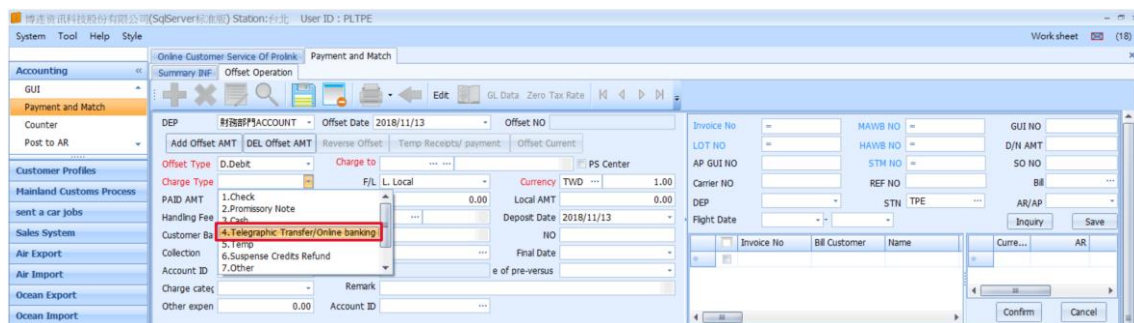 博連资讯科技股份有限公司(SqlServer标准版) Station:台北 User ID : PLTPE
System Tool Help Style
Work sheet (18)
Online Customer Service Of Prolink Payment and Match
Accounting
Summary INF Offset Operation
GUI
Payment and Match
Counter
Post to AR
Customer Profiles
Mainland Customs Process
sent a car jobs
Sales System
Air Export
Air Import
Ocean Export
Ocean Import
Edit GL Data Zero Tax Rate
DEP 財務部門ACCOUNT Offset Date 2018/11/13 Offset NO
Add Offset AMT DEL Offset AMT Reverse Offset Temp Receipts/ payment Offset Current
Offset Type D.Debit Charge to ... ... PS Center
Charge Type F/L L. Local Currency TWD ... 1.00
PAID AMT 0.00 Local AMT 0.00
Handling Fee ... Deposit Date 2018/11/13
Customer Ba NO
Collection Final Date
Account ID e of pre-versus
Charge categ Remark
Other expen 0.00 Account ID ...
1.Check
2.Promissory Note
3.Cash
4.Telegraphic Transfer/Online banking
5.Temp
6.Suspense Credits Refund
7.Other
Invoice No = MAWB NO = GUI NO
LOT NO = HAWB NO = D/N AMT
AP GUI NO STM NO = SO NO
Carrier NO REF NO Bill ...
DEP STN TPE ... AR/AP
Flight Date - Inquiry Save
Invoice No Bill Customer Name
Curre... AR
Confirm Cancel